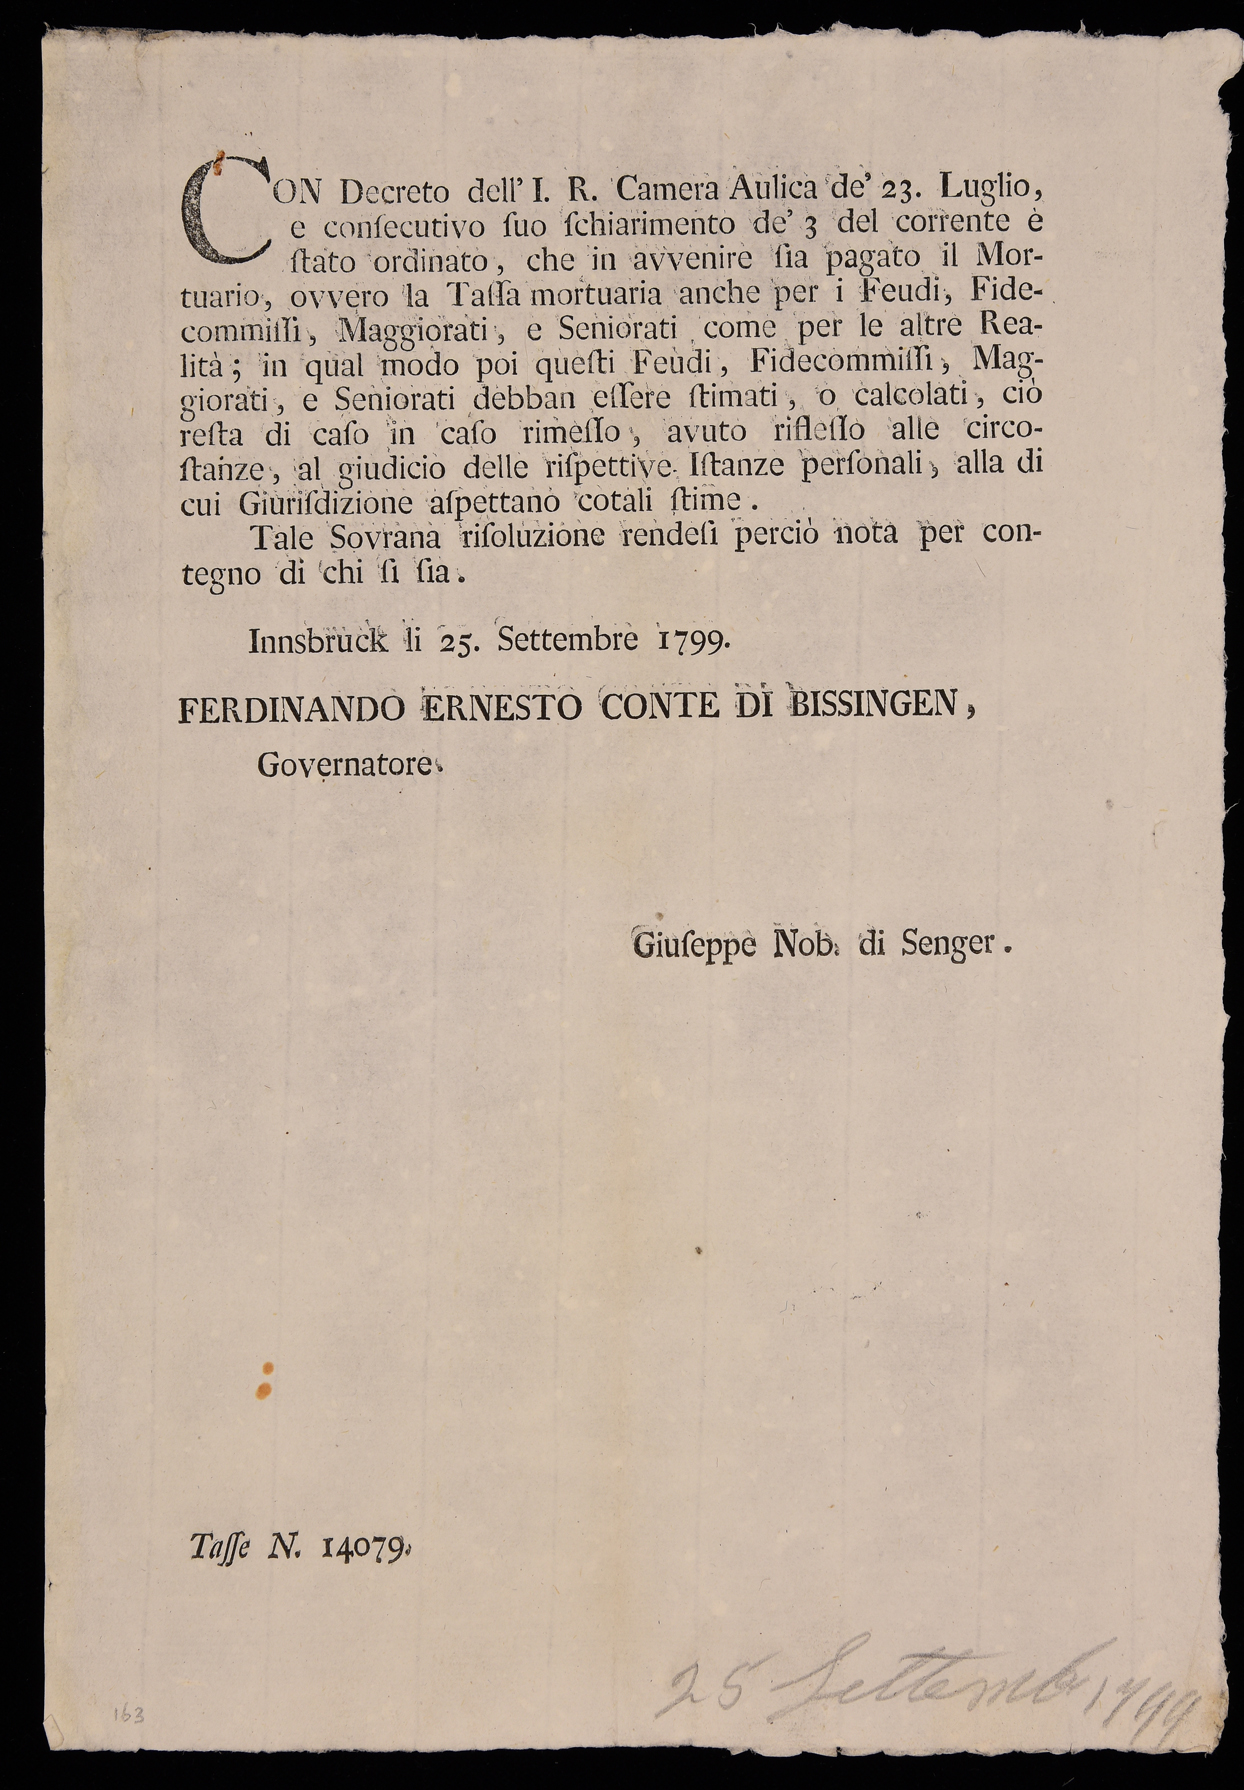 CON Decreto dell' I. R. Camera Aulica de' 23. Luglio,
e conſecutivo ſuo ſchiarimento de' 3 del corrente è
ſtato ordinato, che in avvenire ſia pagato il Mor-
tuario, ovvero la Taſſa mortuaria anche per i Feudi, Fide-
commiſſi, Maggiorati, e Seniorati come per le altre Rea-
lità; in qual modo poi queſti Feudi, Fidecommiſſi, Mag-
giorati, e Seniorati debban eſſere ſtimati, o calcolati, ciò
reſta di caſo in caſo rimeſſo, avuto rifleſſo alle circo-
ſtanze, al giudicio delle riſpettive Iſtanze perſonali, alla di
cui Giuriſdizione aſpettano cotali ſtime.
Tale Sovrana riſoluzione rendeſi perciò nota per con-
tegno di chi ſi ſia.
Innsbruck li 25. Settembre 1799.
FERDINANDO ERNESTO CONTE DI BISSINGEN,
Governatore.
Giuſeppe Nob. di Senger.
Taſſe N. 14079.
25 Settembr 1799
163